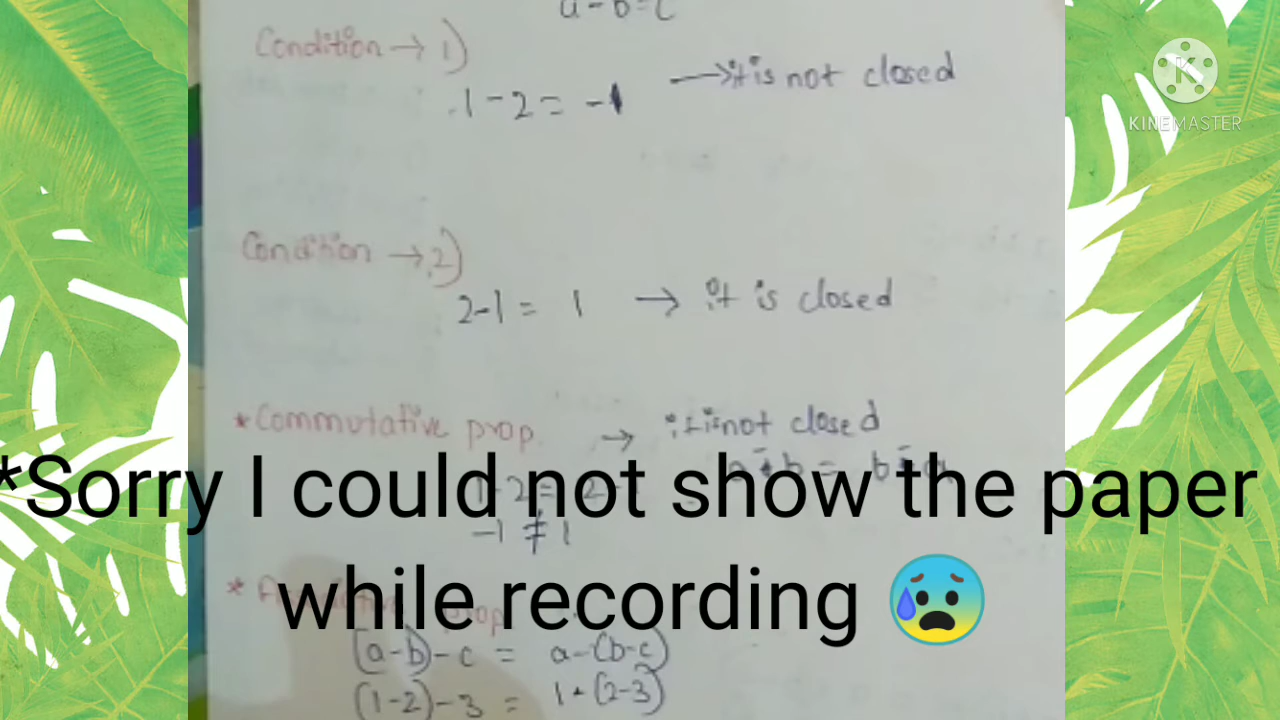 a-b=c
Condition → 1)
1-2 = -1 → it is not closed
KINEMASTER
Condition → 2)
2-1 = 1 → it is closed
*Commutative prop. → it is not closed
*Sorry I could not show the paper
-1 ≠ 1
while recording 😰
(a-b)-c = a-(b-c)
(1-2)-3 = 1-(2-3)